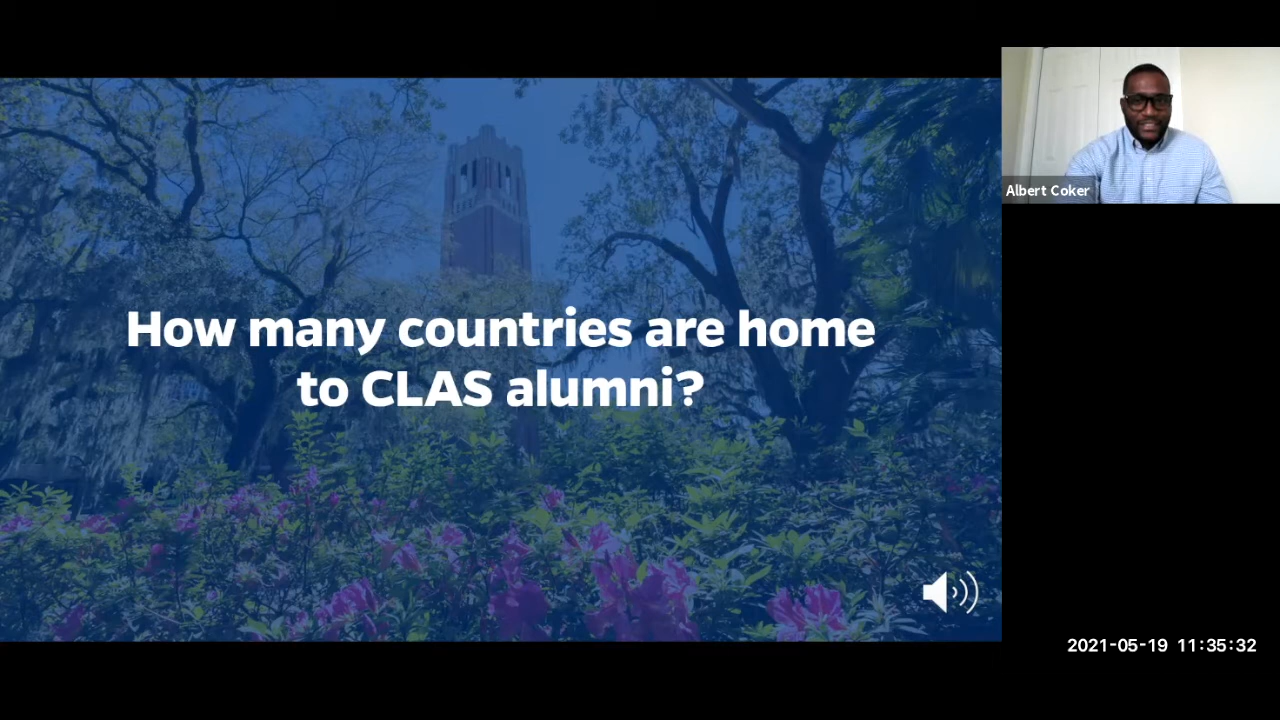 How many countries are home
to CLAS alumni?
Albert Coker
2021-05-19 11:35:32